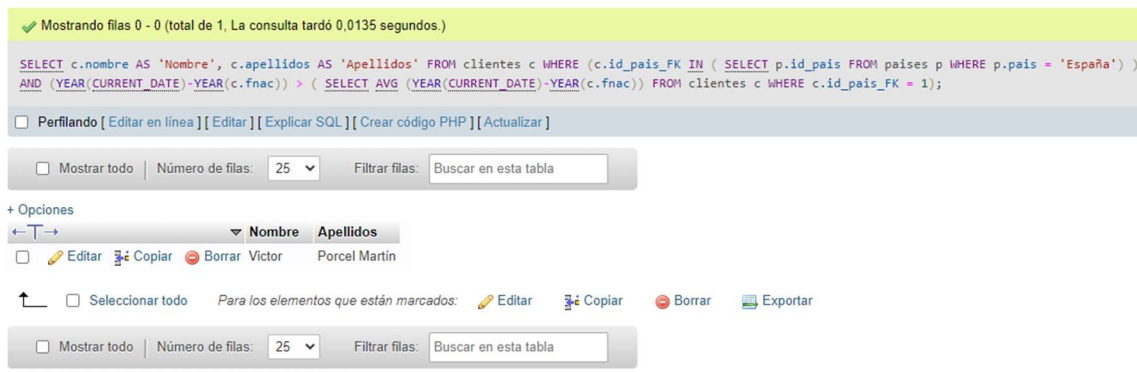 Mostrando filas 0 - 0 (total de 1, La consulta tardó 0,0135 segundos.)
SELECT c.nombre AS 'Nombre', c.apellidos AS 'Apellidos' FROM clientes c WHERE (c.id_pais_FK IN ( SELECT p.id_pais FROM paises p WHERE p.pais = 'España') )
AND (YEAR(CURRENT_DATE)-YEAR(c.fnac)) > ( SELECT AVG (YEAR(CURRENT_DATE)-YEAR(c.fnac)) FROM clientes c WHERE c.id_pais_FK = 1);
Perfilando [ Editar en línea ] [ Editar ] [ Explicar SQL ] [ Crear código PHP ] [ Actualizar ]
Mostrar todo | Número de filas: 25 Filtrar filas: Buscar en esta tabla
+ Opciones
←T→ Nombre Apellidos
Editar Copiar Borrar Victor Porcel Martín
Seleccionar todo Para los elementos que están marcados: Editar Copiar Borrar Exportar
Mostrar todo | Número de filas: 25 Filtrar filas: Buscar en esta tabla